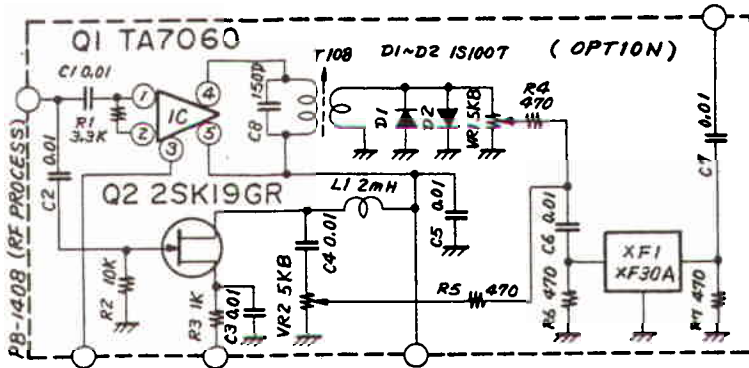 Q1 TA7060
T108
D1~D2 1S1007
(OPTION)
C1 0.01
R1
3.3K
1
2
3
4
5
IC
C8 150P
D1
D2
VR1 5KB
R4
470
C7 0.01
PB-1408 (RF PROCESS)
C2 0.01
Q2 2SK19GR
L1 2mH
C5 0.01
C4 0.01
C6 0.01
XF1
XF30A
R2 10K
R3 1K
C3 0.01
VR2 5KB
R5 470
R6 470
R7 470